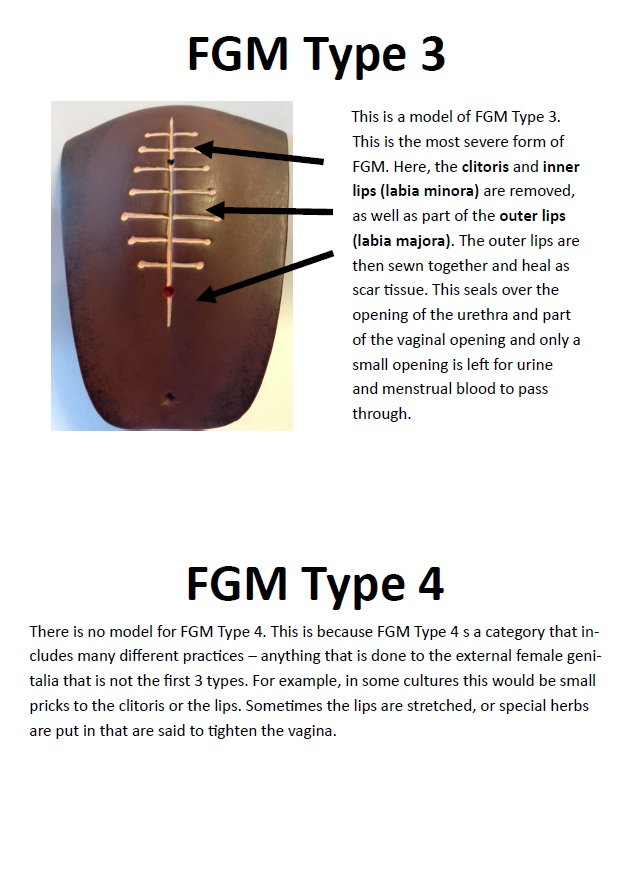 FGM Type 3
This is a model of FGM Type 3.
This is the most severe form of
FGM. Here, the clitoris and inner
lips (labia minora) are removed,
as well as part of the outer lips
(labia majora). The outer lips are
then sewn together and heal as
scar tissue. This seals over the
opening of the urethra and part
of the vaginal opening and only a
small opening is left for urine
and menstrual blood to pass
through.
FGM Type 4
There is no model for FGM Type 4. This is because FGM Type 4 s a category that in-
cludes many different practices – anything that is done to the external female geni-
talia that is not the first 3 types. For example, in some cultures this would be small
pricks to the clitoris or the lips. Sometimes the lips are stretched, or special herbs
are put in that are said to tighten the vagina.